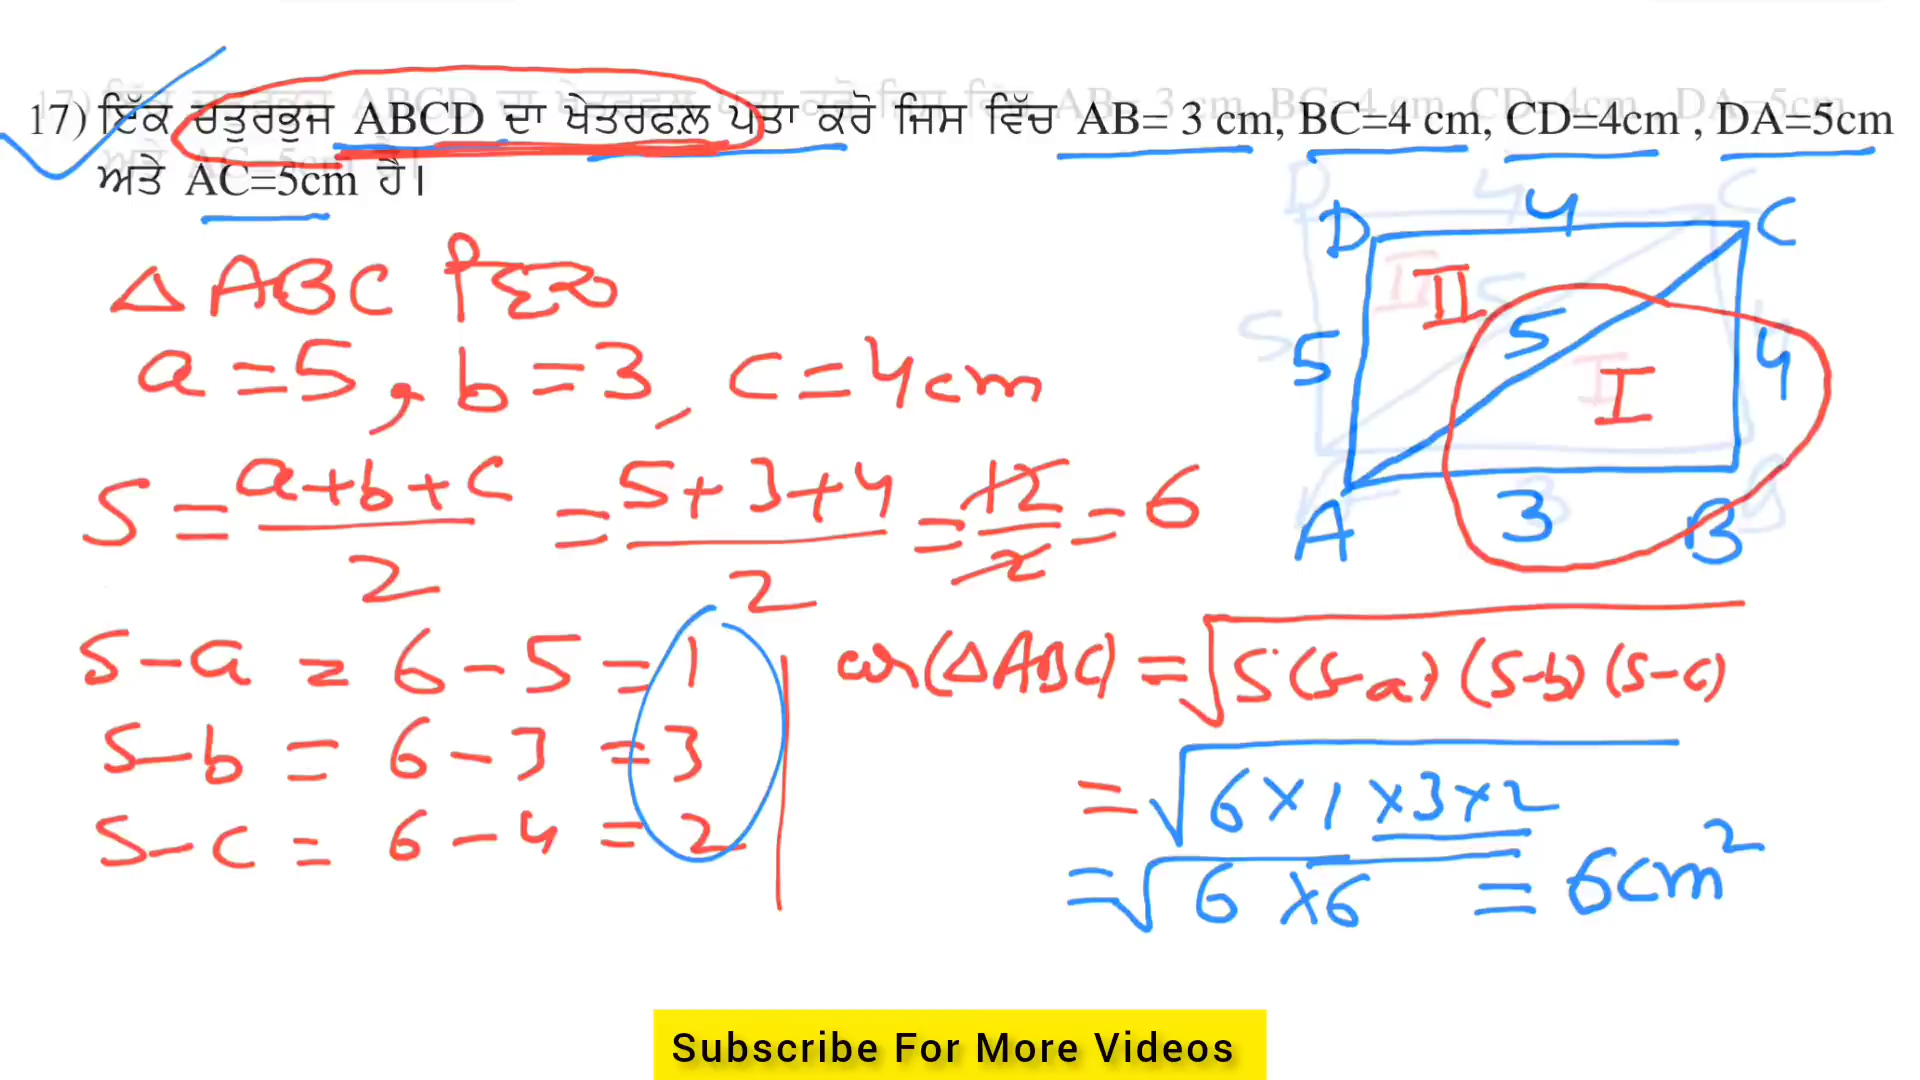 17) ਇੱਕ ਚਤੁਰਭੁਜ ABCD ਦਾ ਖੇਤਰਫਲ਼ ਪਤਾ ਕਰੋ ਜਿਸ ਵਿੱਚ AB= 3 cm, BC=4 cm, CD=4cm , DA=5cm
ਅਤੇ AC=5cm ਹੈ।
D 4 C
II 5 I
5 4
A 3 B
△ ABC ਵਿੱਚ
a = 5, b = 3, c = 4cm
S = a+b+c/2 = 5+3+4/2 = 12/2 = 6
S-a = 6-5 = 1
S-b = 6-3 = 3
S-c = 6-4 = 2
ar(△ABC) = √S(S-a)(S-b)(S-c)
= √6×1×3×2
= √6×6 = 6cm²
Subscribe For More Videos